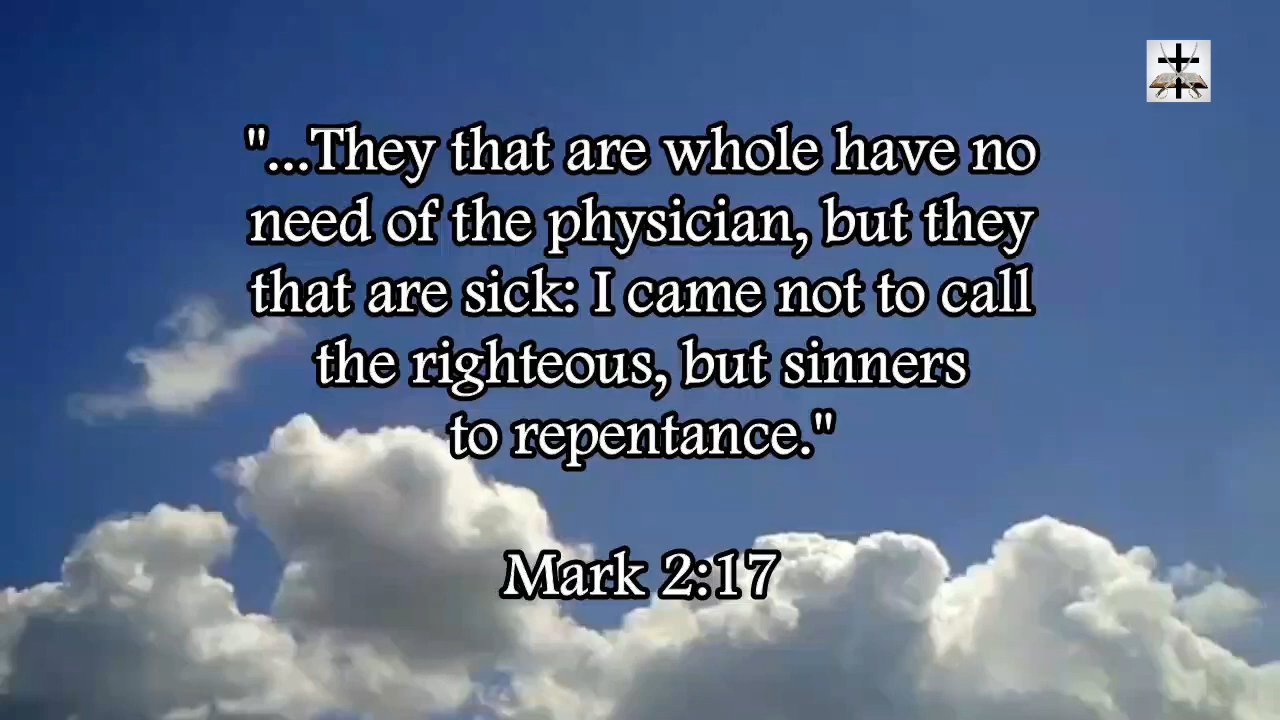 "...They that are whole have no
need of the physician, but they
that are sick: I came not to call
the righteous, but sinners
to repentance."
Mark 2:17